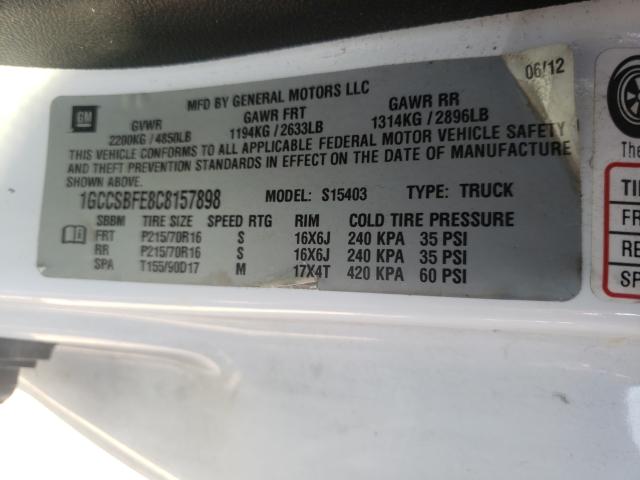 MFD BY GENERAL MOTORS LLC
06/12
GM
GVWR
GAWR FRT
GAWR RR
2200KG / 4850LB
1194KG / 2633LB
1314KG / 2896LB
THIS VEHICLE CONFORMS TO ALL APPLICABLE FEDERAL MOTOR VEHICLE SAFETY
AND THEFT PREVENTION STANDARDS IN EFFECT ON THE DATE OF MANUFACTURE
SHOWN ABOVE
1GCCSBFE8C8157898 MODEL: S15403 TYPE: TRUCK
SBBM TIRE SIZE SPEED RTG RIM COLD TIRE PRESSURE
FRT P215/70R16 S 16X6J 240 KPA 35 PSI
RR P215/70R16 S 16X6J 240 KPA 35 PSI
SPA T155/90D17 M 17X4T 420 KPA 60 PSI
The
TI
FR
RE
SP